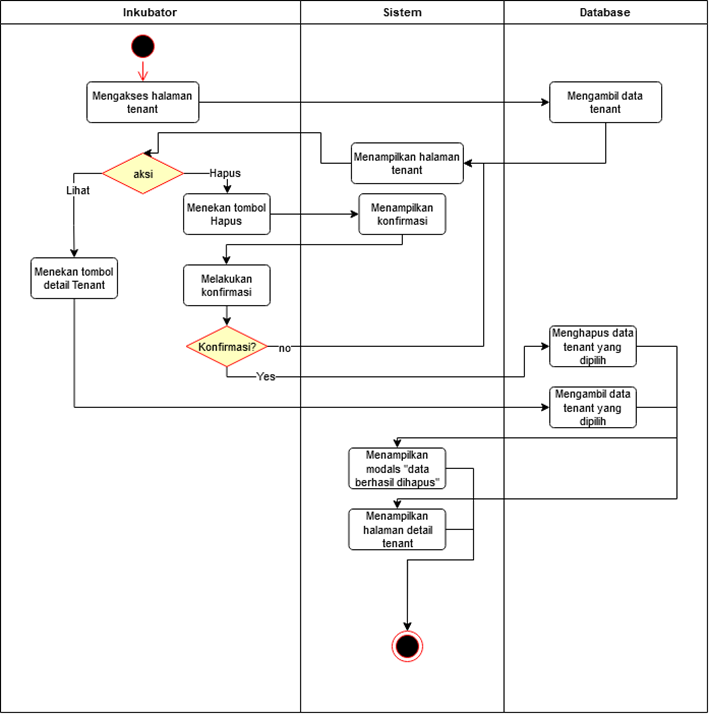 Inkubator
Sistem
Database
Mengakses halaman
tenant
Mengambil data
tenant
Menampilkan halaman
tenant
aksi
Hapus
Lihat
Menekan tombol
Hapus
Menampilkan
konfirmasi
Menekan tombol
detail Tenant
Melakukan
konfirmasi
Konfirmasi?
no
Yes
Menghapus data
tenant yang
dipilih
Mengambil data
tenant yang
dipilih
Menampilkan
modals "data
berhasil dihapus"
Menampilkan
halaman detail
tenant